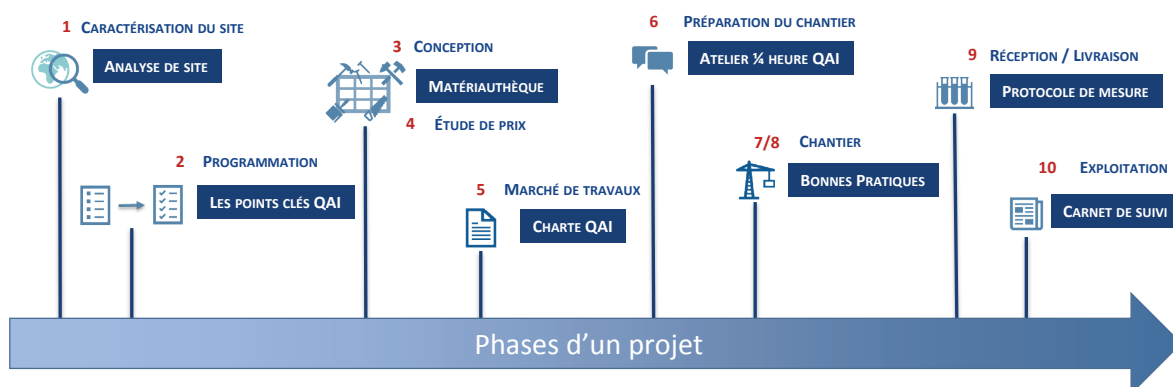 1 Caractérisation du site
Analyse de site
2 Programmation
Les points clés QAI
3 Conception
Matériauthèque
4 Étude de prix
5 Marché de travaux
Charte QAI
6 Préparation du chantier
Atelier ¼ heure QAI
7/8 Chantier
Bonnes Pratiques
9 Réception / Livraison
Protocole de mesure
10 Exploitation
Carnet de suivi
Phases d'un projet